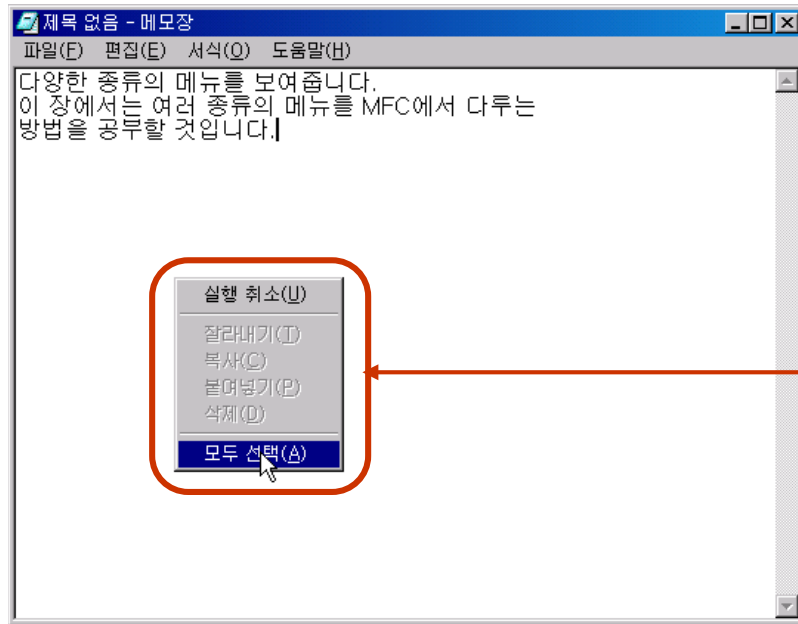 제목 없음 - 메모장
파일(F) 편집(E) 서식(O) 도움말(H)
다양한 종류의 메뉴를 보여줍니다.
이 장에서는 여러 종류의 메뉴를 MFC에서 다루는
방법을 공부할 것입니다.
실행 취소(U)
잘라내기(T)
복사(C)
붙여넣기(P)
삭제(D)
모두 선택(A)